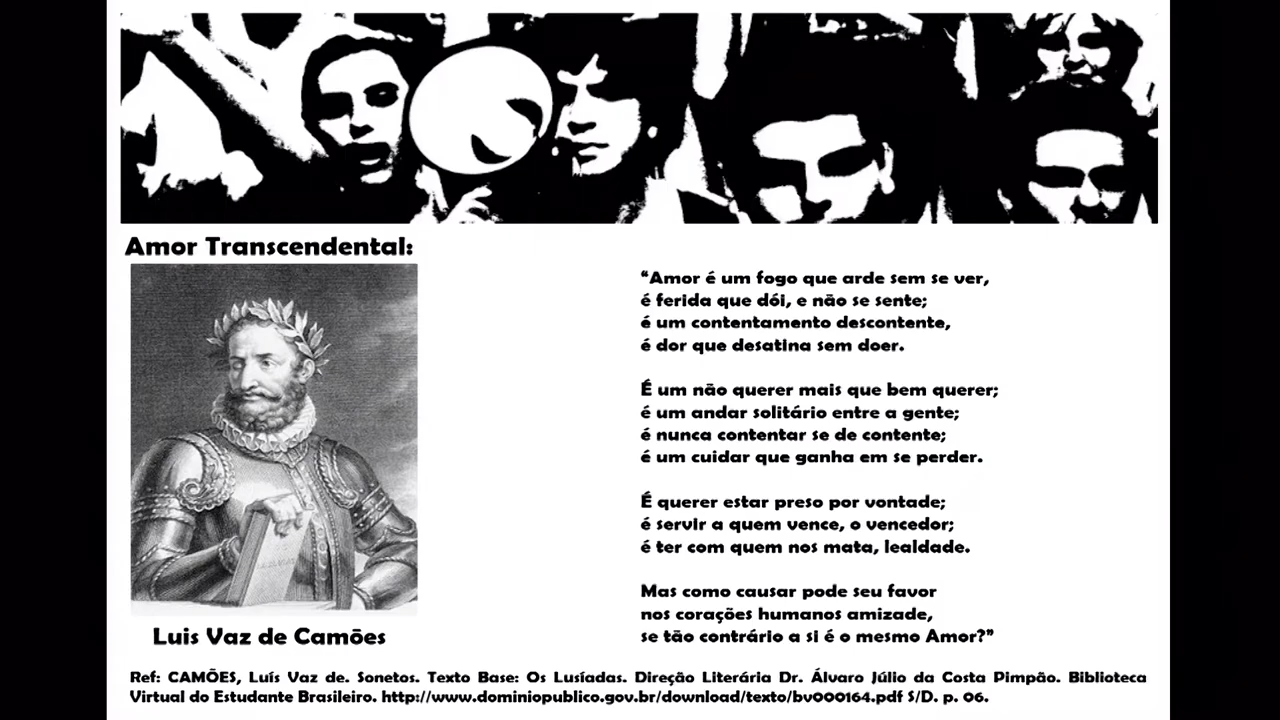 Amor Transcendental:
“Amor é um fogo que arde sem se ver,
é ferida que dói, e não se sente;
é um contentamento descontente,
é dor que desatina sem doer.
É um não querer mais que bem querer;
é um andar solitário entre a gente;
é nunca contentar se de contente;
é um cuidar que ganha em se perder.
É querer estar preso por vontade;
é servir a quem vence, o vencedor;
é ter com quem nos mata, lealdade.
Mas como causar pode seu favor
nos corações humanos amizade,
se tão contrário a si é o mesmo Amor?”
Luis Vaz de Camões
Ref: CAMÕES, Luís Vaz de. Sonetos. Texto Base: Os Lusíadas. Direção Literária Dr. Álvaro Júlio da Costa Pimpão. Biblioteca
Virtual do Estudante Brasileiro. http://www.dominiopublico.gov.br/download/texto/bv000164.pdf S/D. p. 06.